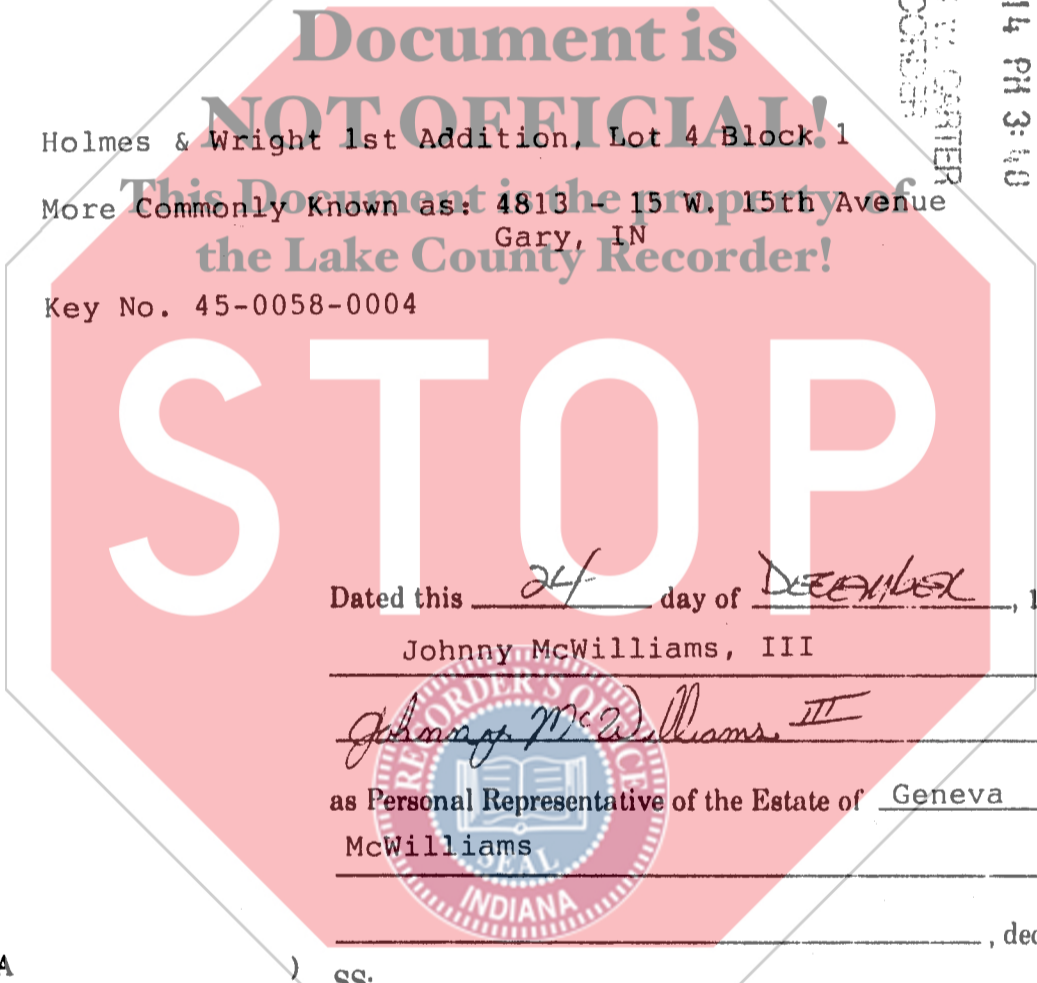 Document is
NOT OFFICIAL!
Holmes & Wright 1st Addition, Lot 4 Block 1
This Document is the property of
More Commonly Known as: 4813 - 15 W. 15th Avenue
Gary, IN
the Lake County Recorder!
Key No. 45-0058-0004
STOP
Dated this 24 day of DECEMBER, 1
Johnny McWilliams, III
Johnny McWilliams III
as Personal Representative of the Estate of Geneva
McWilliams
, dec
A ) SS:
RECORDER'S OFFICE
SEAL
INDIANA
14 PM 3:40
CARTER